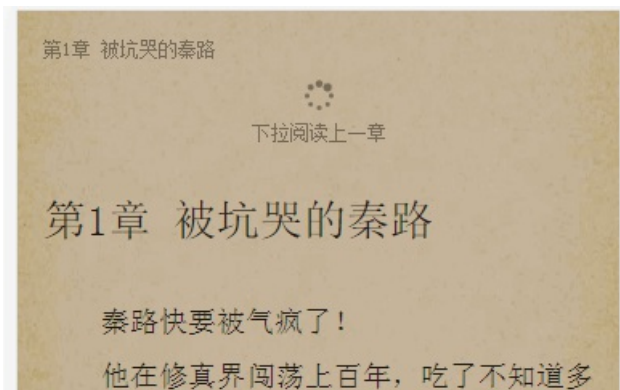 第1章 被坑哭的秦路
下拉阅读上一章
第1章 被坑哭的秦路
秦路快要被气疯了!
他在修真界闯荡上百年，吃了不知道多